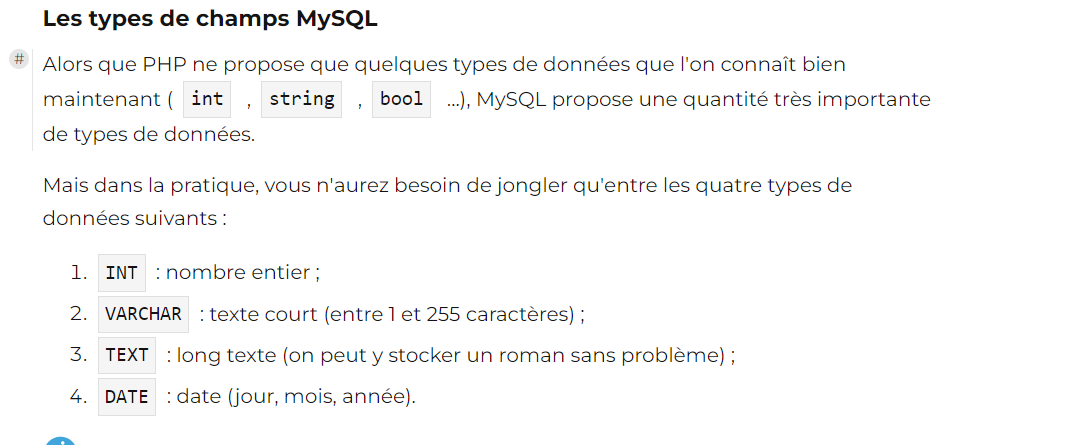 Les types de champs MySQL
# Alors que PHP ne propose que quelques types de données que l'on connaît bien
maintenant ( int , string , bool ...), MySQL propose une quantité très importante
de types de données.
Mais dans la pratique, vous n'aurez besoin de jongler qu'entre les quatre types de
données suivants :
1. INT : nombre entier ;
2. VARCHAR : texte court (entre 1 et 255 caractères) ;
3. TEXT : long texte (on peut y stocker un roman sans problème) ;
4. DATE : date (jour, mois, année).